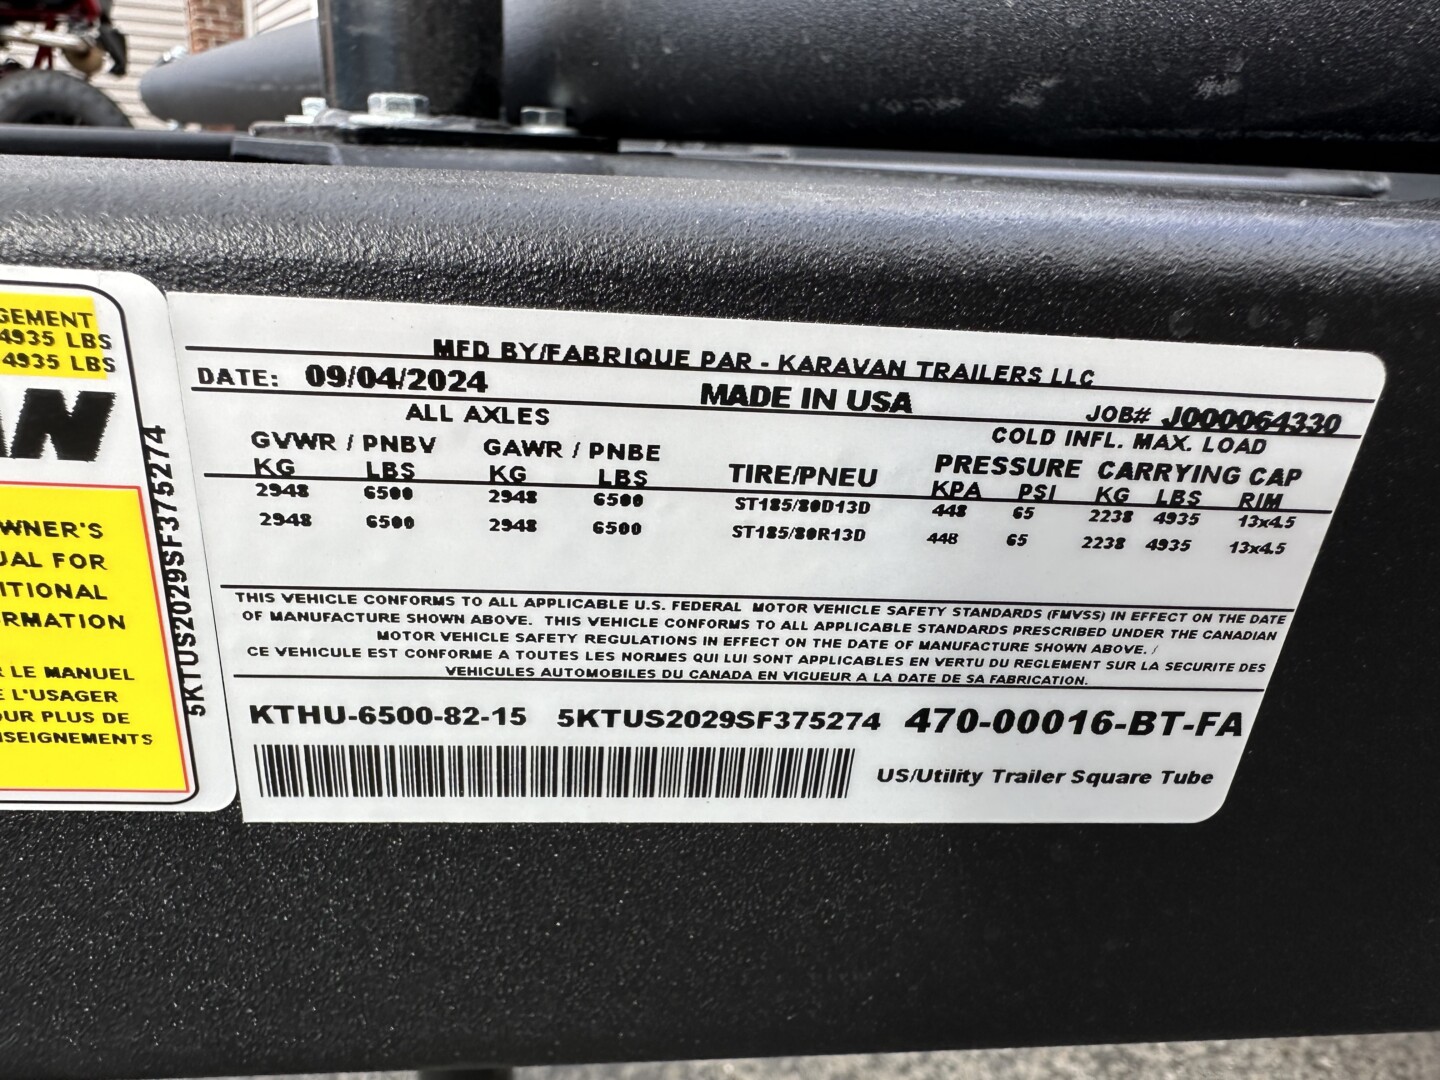 GEMENT
4935 LBS
4935 LBS
AN
WNER'S
UAL FOR
ITIONAL
RMATION
R LE MANUEL
E L'USAGER
OUR PLUS DE
NSEIGNEMENTS
5KTUS2029SF375274
MFD BY/FABRIQUE PAR - KARAVAN TRAILERS LLC
DATE: 09/04/2024 MADE IN USA JOB# J000064330
ALL AXLES COLD INFL. MAX. LOAD
GVWR / PNBV GAWR / PNBE TIRE/PNEU PRESSURE CARRYING CAP
KG LBS KG LBS KPA PSI KG LBS RIM
2948 6500 2948 6500 ST185/80D13D 448 65 2238 4935 13x4.5
2948 6500 2948 6500 ST185/80R13D 448 65 2238 4935 13x4.5
THIS VEHICLE CONFORMS TO ALL APPLICABLE U.S. FEDERAL MOTOR VEHICLE SAFETY STANDARDS (FMVSS) IN EFFECT ON THE DATE
OF MANUFACTURE SHOWN ABOVE. THIS VEHICLE CONFORMS TO ALL APPLICABLE STANDARDS PRESCRIBED UNDER THE CANADIAN
MOTOR VEHICLE SAFETY REGULATIONS IN EFFECT ON THE DATE OF MANUFACTURE SHOWN ABOVE. /
CE VEHICULE EST CONFORME A TOUTES LES NORMES QUI LUI SONT APPLICABLES EN VERTU DU REGLEMENT SUR LA SECURITE DES
VEHICULES AUTOMOBILES DU CANADA EN VIGUEUR A LA DATE DE SA FABRICATION.
KTHU-6500-82-15 5KTUS2029SF375274 470-00016-BT-FA
US/Utility Trailer Square Tube